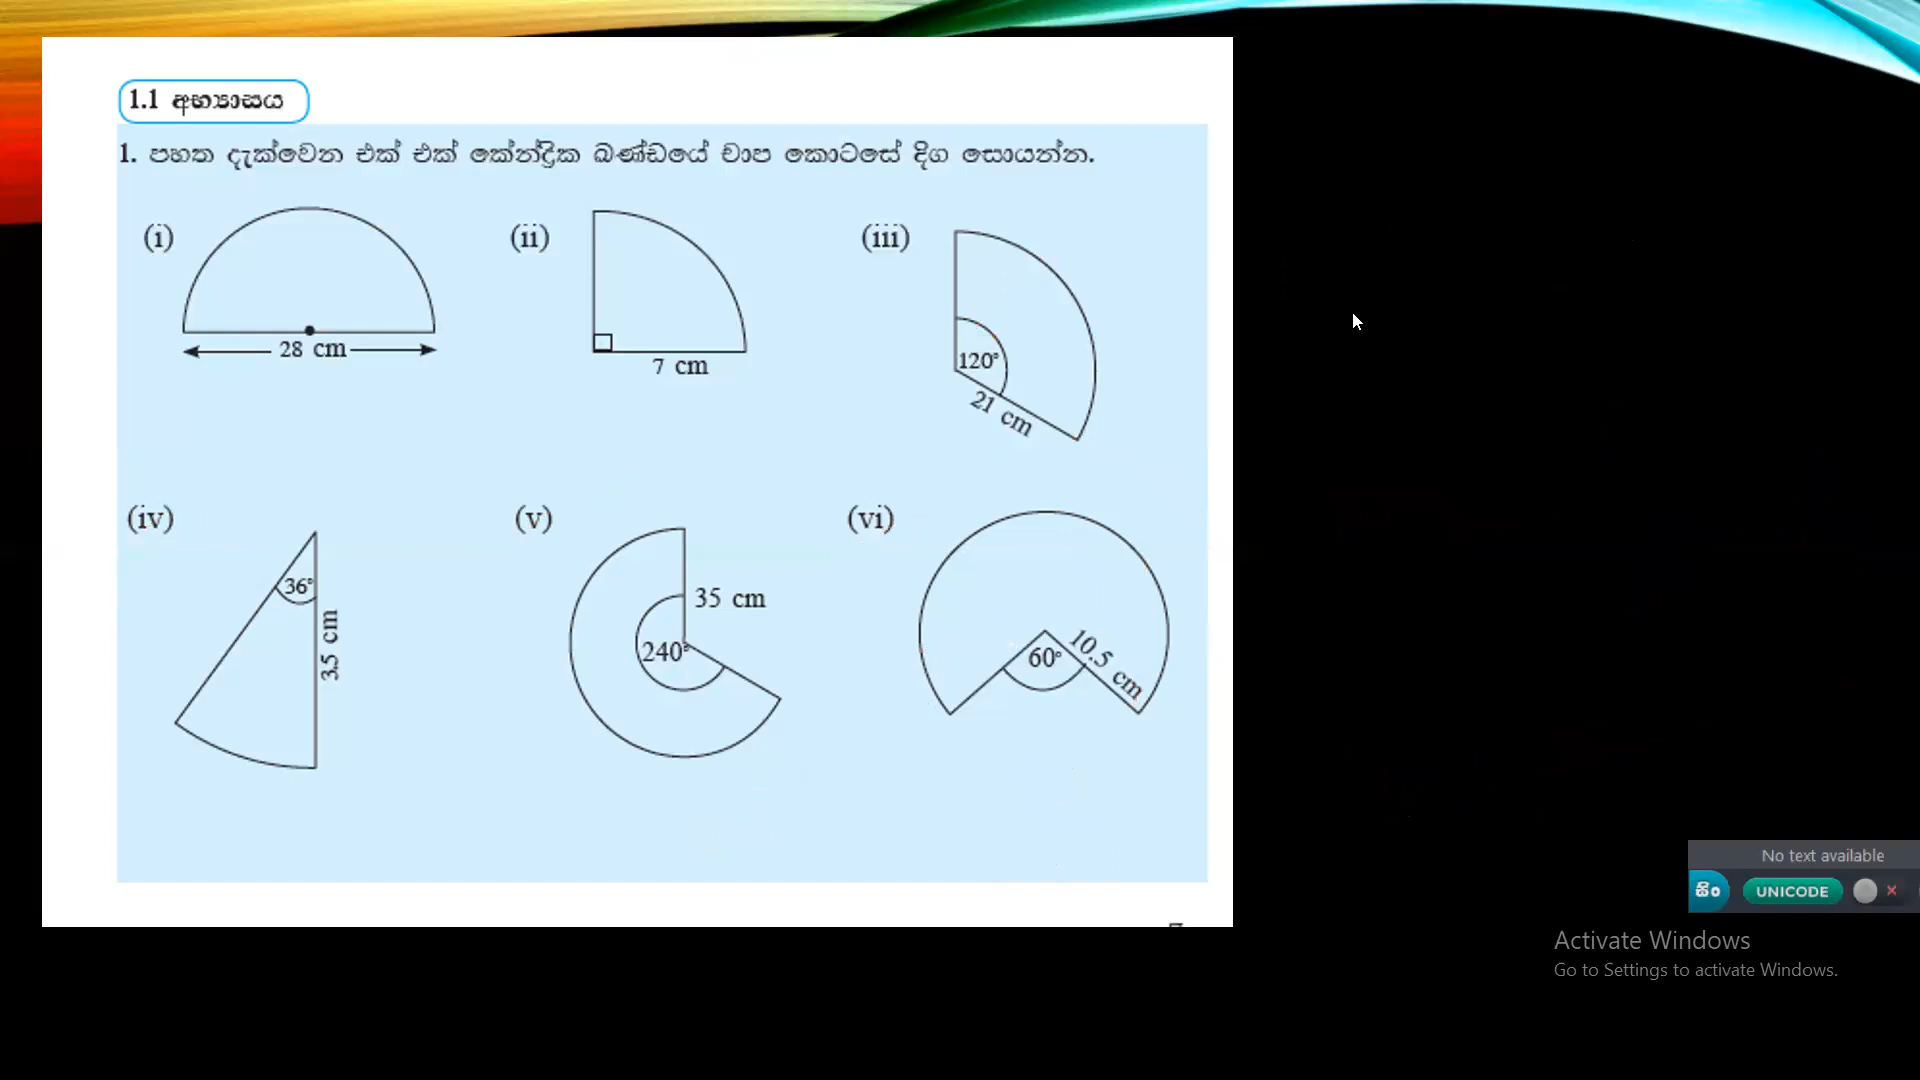 1.1 අභ්‍යාසය
1. පහත දැක්වෙන එක් එක් කේන්ද්‍රික ඛණ්ඩයේ චාප කොටසේ දිග සොයන්න.
(i)
28 cm
(ii)
7 cm
(iii)
120°
21 cm
(iv)
36°
3.5 cm
(v)
35 cm
240°
(vi)
60°
10.5 cm
No text available
සිං UNICODE
Activate Windows
Go to Settings to activate Windows.